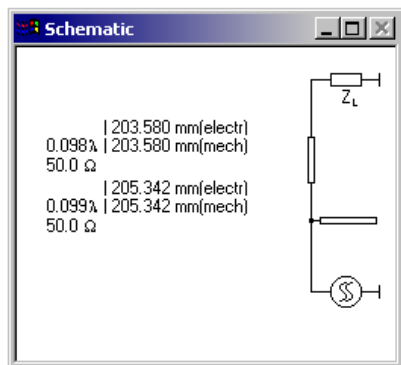 Schematic
Z_L
| 203.580 mm(electr)
0.098λ | 203.580 mm(mech)
50.0 Ω
| 205.342 mm(electr)
0.099λ | 205.342 mm(mech)
50.0 Ω